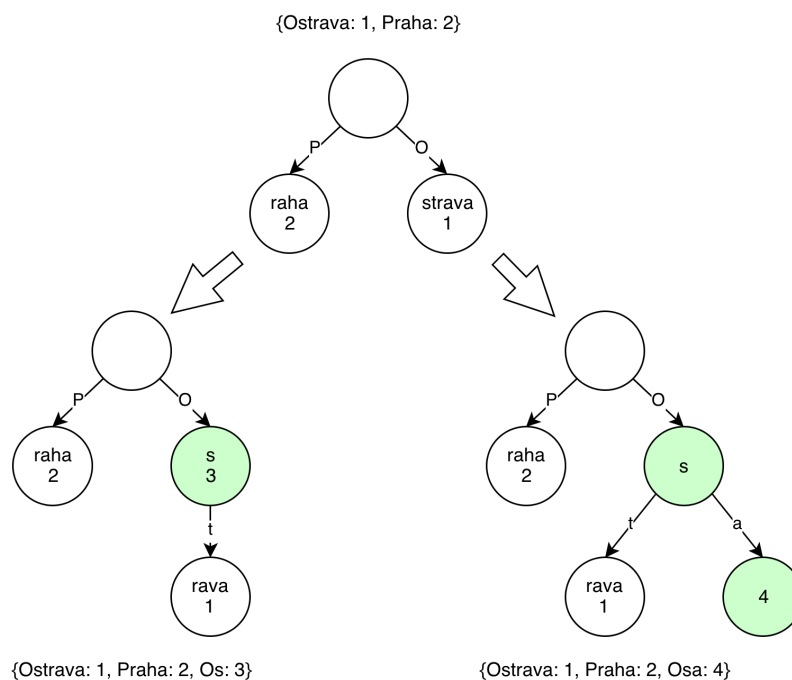 {Ostrava: 1, Praha: 2}
P
O
raha
2
strava
1
P
O
raha
2
s
3
t
rava
1
P
O
raha
2
s
t
a
rava
1
4
{Ostrava: 1, Praha: 2, Os: 3}
{Ostrava: 1, Praha: 2, Osa: 4}